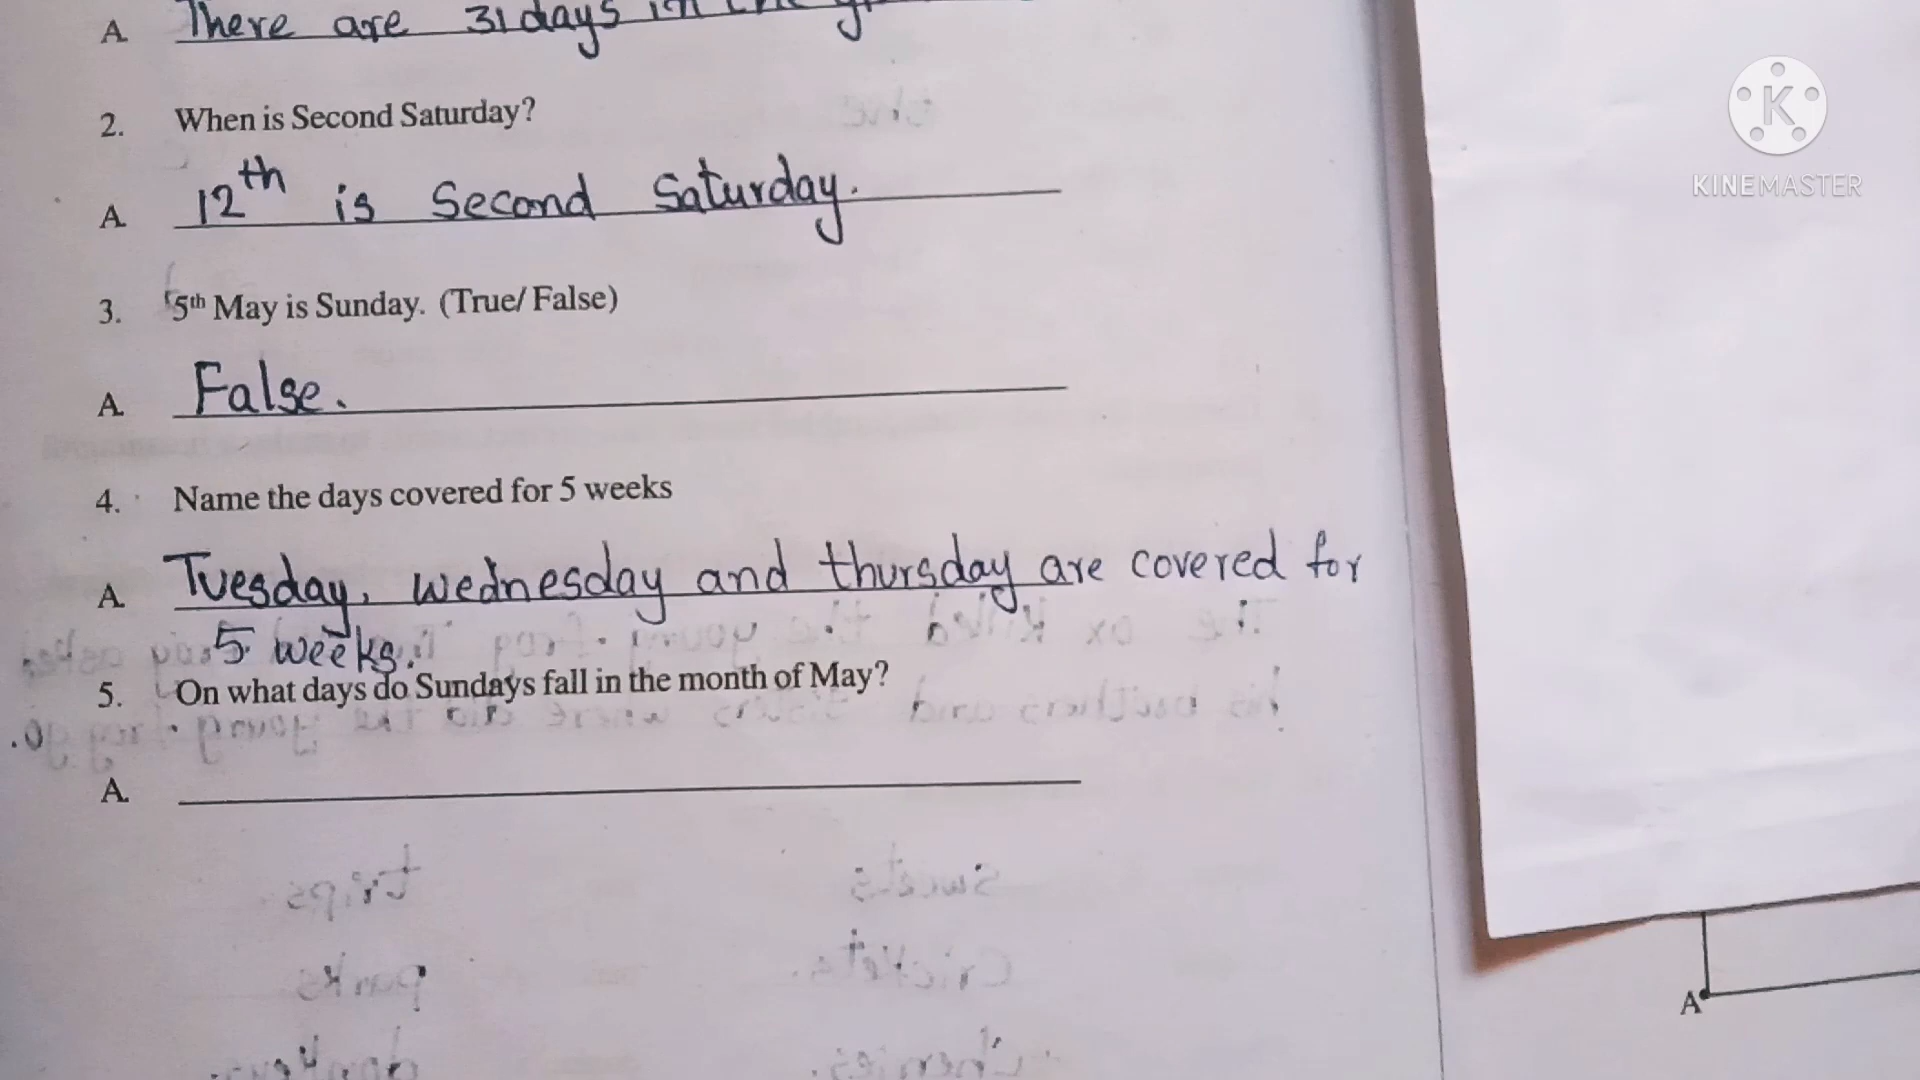 A. There are 31 days in the
2. When is Second Saturday?
A. 12th is Second Saturday.
3. 5th May is Sunday. (True/ False)
A. False.
4. Name the days covered for 5 weeks
A. Tuesday, wednesday and thursday are covered for
5 weeks.
5. On what days do Sundays fall in the month of May?
A.
K
KINEMASTER
A